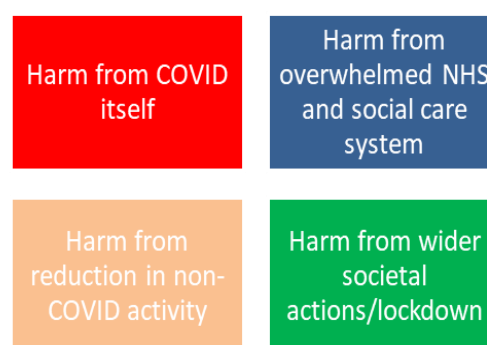 Harm from COVID
itself
Harm from
overwhelmed NHS
and social care
system
Harm from
reduction in non-
COVID activity
Harm from wider
societal
actions/lockdown